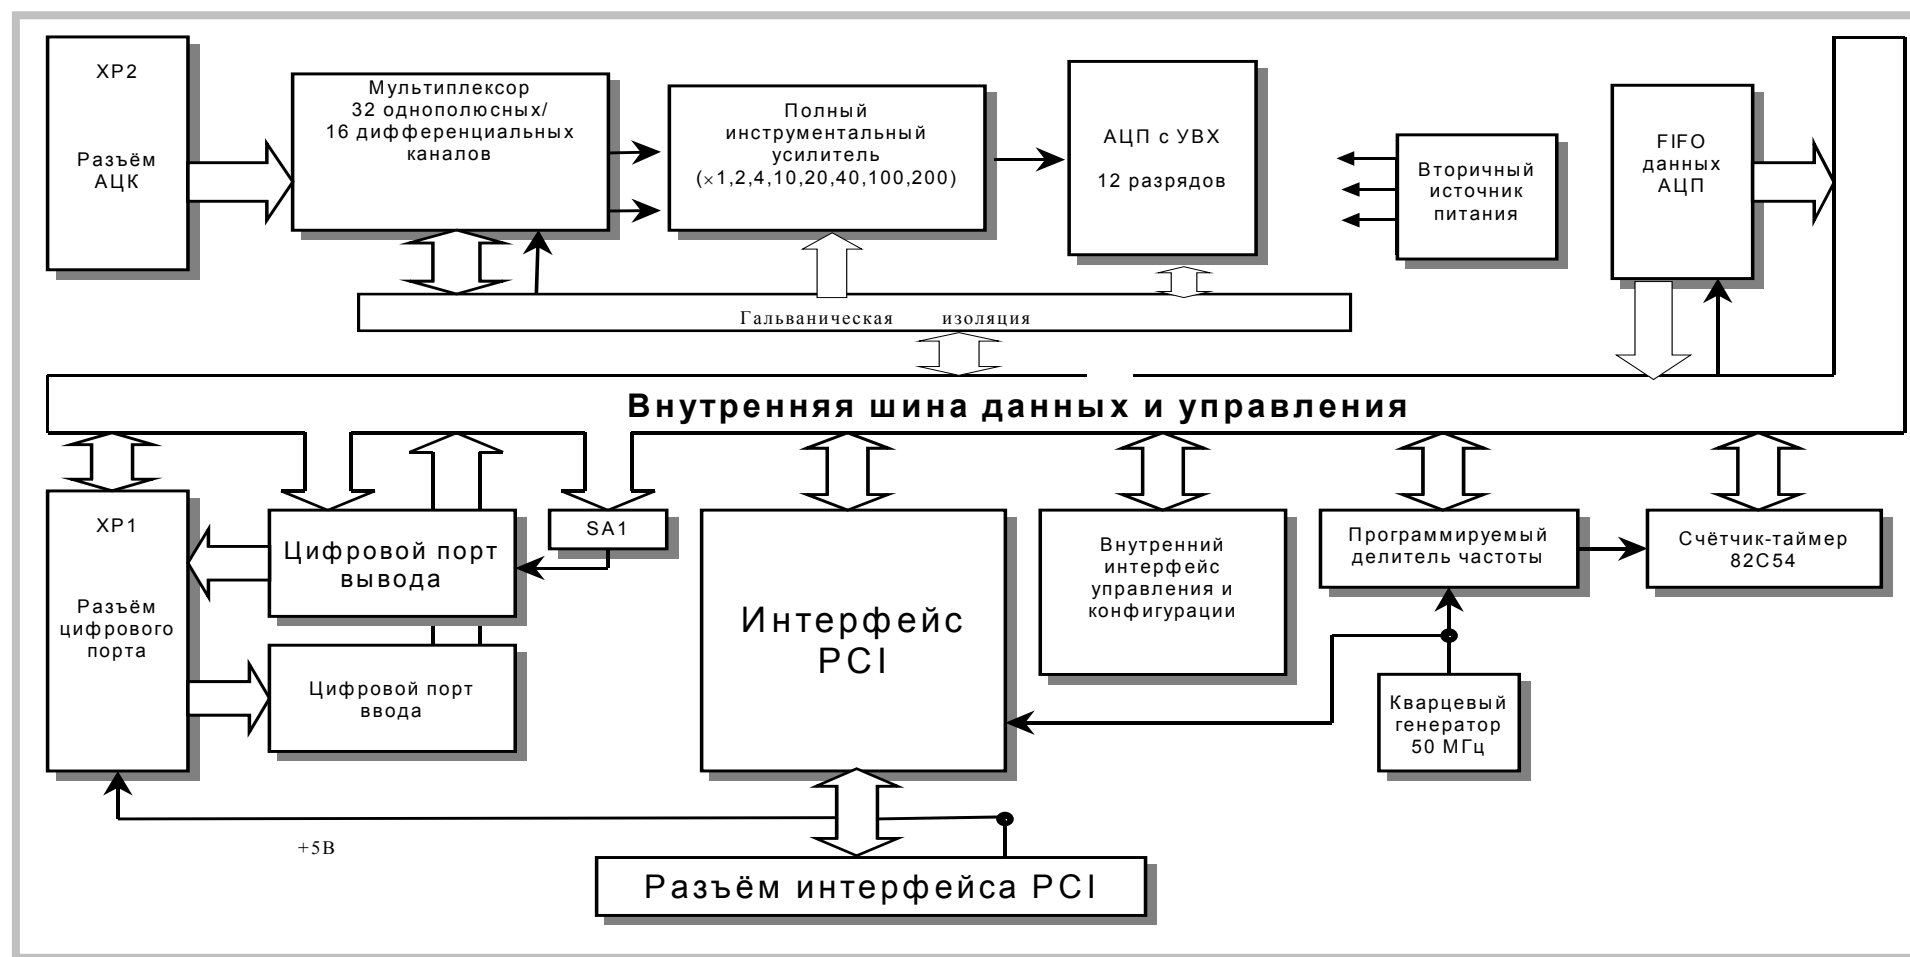 XP2
Разъём
АЦК
Мультиплексор
32 однополюсных/
16 дифференциальных
каналов
Полный
инструментальный
усилитель
(×1,2,4,10,20,40,100,200)
АЦП с УВХ
12 разрядов
Вторичный
источник
питания
FIFO
данных
АЦП
Гальваническая изоляция
Внутренняя шина данных и управления
XP1
Разъём
цифрового
порта
Цифровой порт
вывода
SA1
Цифровой порт
ввода
Интерфейс
PCI
Внутренний
интерфейс
управления и
конфигурации
Программируемый
делитель частоты
Счётчик-таймер
82C54
Кварцевый
генератор
50 МГц
+5В
Разъём интерфейса PCI